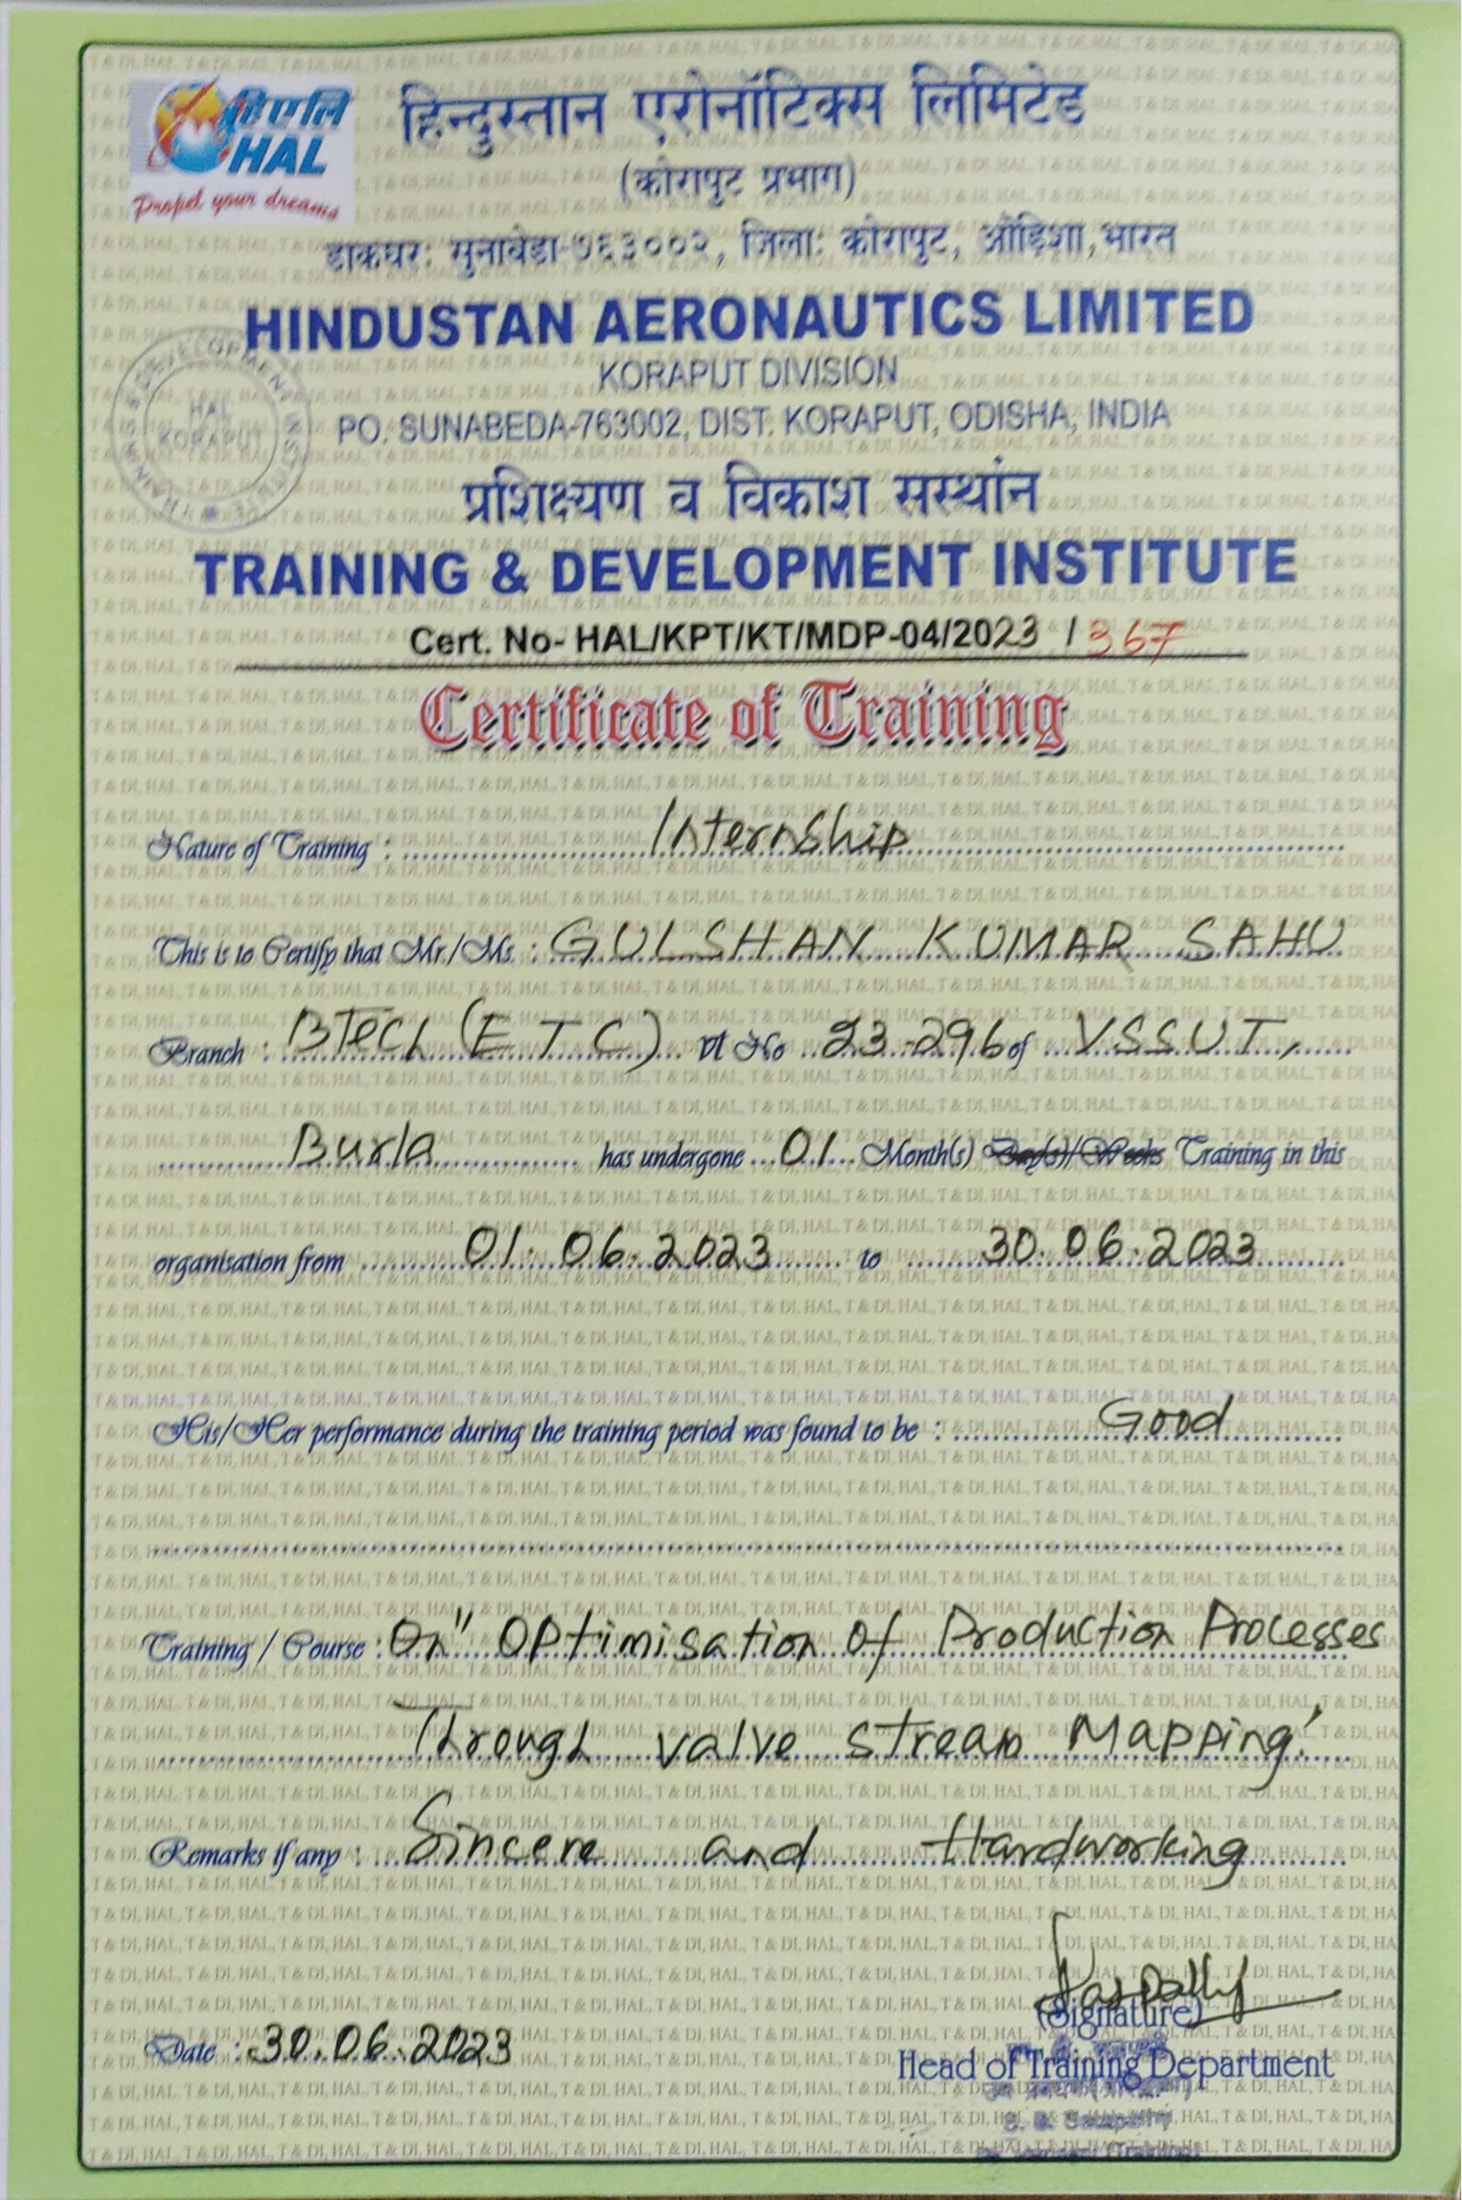 हिएलि
HAL
Propel your dreams
हिन्दुस्तान एरोनॉटिक्स लिमिटेड
(कोरापुट प्रभाग)
डाकघर: सुनाबेडा-७६३००२, जिला: कोरापुट, ओड़िशा,भारत
HINDUSTAN AERONAUTICS LIMITED
KORAPUT DIVISION
PO. SUNABEDA-763002, DIST. KORAPUT, ODISHA, INDIA
TRAINING & DEVELOPMENT INSTITUTE
HAL
KORAPUT
प्रशिक्ष्यण व विकाश सस्थांन
TRAINING & DEVELOPMENT INSTITUTE
Cert. No- HAL/KPT/KT/MDP-04/2023 / 367
Certificate of Training
Nature of Training : Internship
This is to Certify that Mr./Ms. : GULSHAN KUMAR SAHU
Branch : BTech (E T C) Vt No 23-296 of VSSUT,
Burla has undergone 01 Month(s) Day(s)/Weeks Training in this
organisation from 01.06.2023 to 30.06.2023
His/Her performance during the training period was found to be : Good
Training / Course : On" Optimisation of Production Processes
Through valve stream Mapping"
Remarks if any : Sincere and Hardworking
(Signature)
Date : 30.06.2023
Head of Training Department